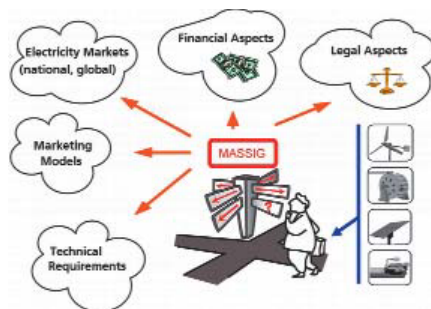 Electricity Markets
(national, global)
Financial Aspects
Legal Aspects
Marketing
Models
MASSIG
?
Technical
Requirements